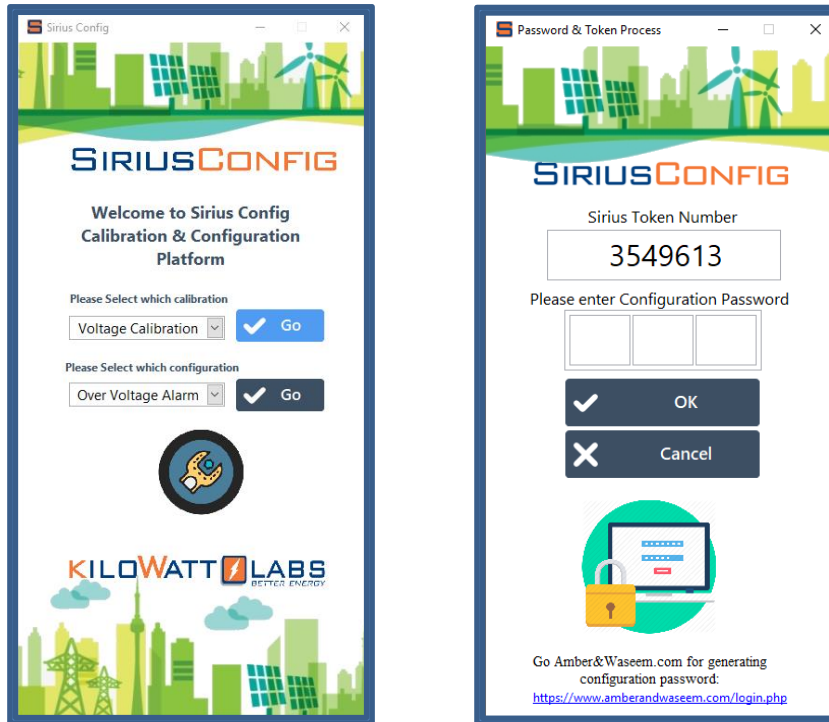 Sirius Config
SIRIUSCONFIG
Welcome to Sirius Config
Calibration & Configuration
Platform
Please Select which calibration
Voltage Calibration
Go
Please Select which configuration
Over Voltage Alarm
Go
KILOWATT LABS
BETTER ENERGY
Password & Token Process
SIRIUSCONFIG
Sirius Token Number
3549613
Please enter Configuration Password
OK
Cancel
Go Amber&Waseem.com for generating
configuration password:
https://www.amberandwaseem.com/login.php